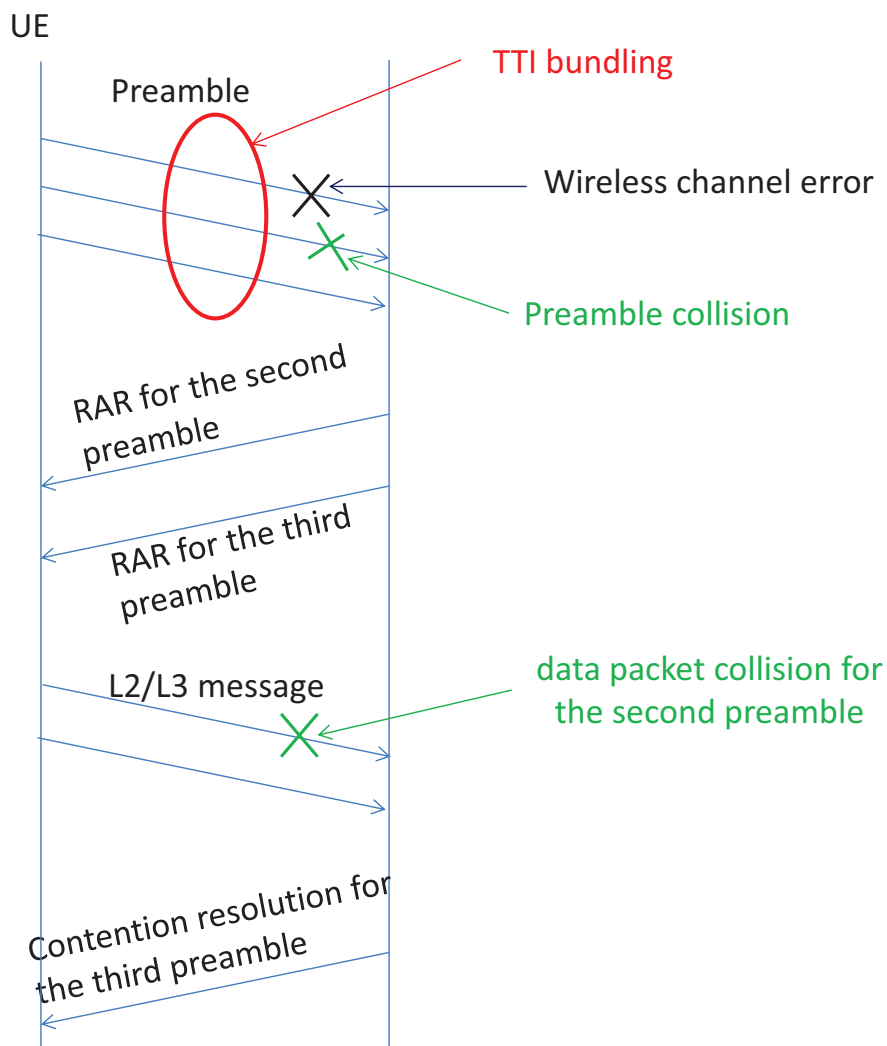 UE
TTI bundling
Preamble
Wireless channel error
Preamble collision
RAR for the second
preamble
RAR for the third
preamble
data packet collision for
the second preamble
L2/L3 message
Contention resolution for
the third preamble